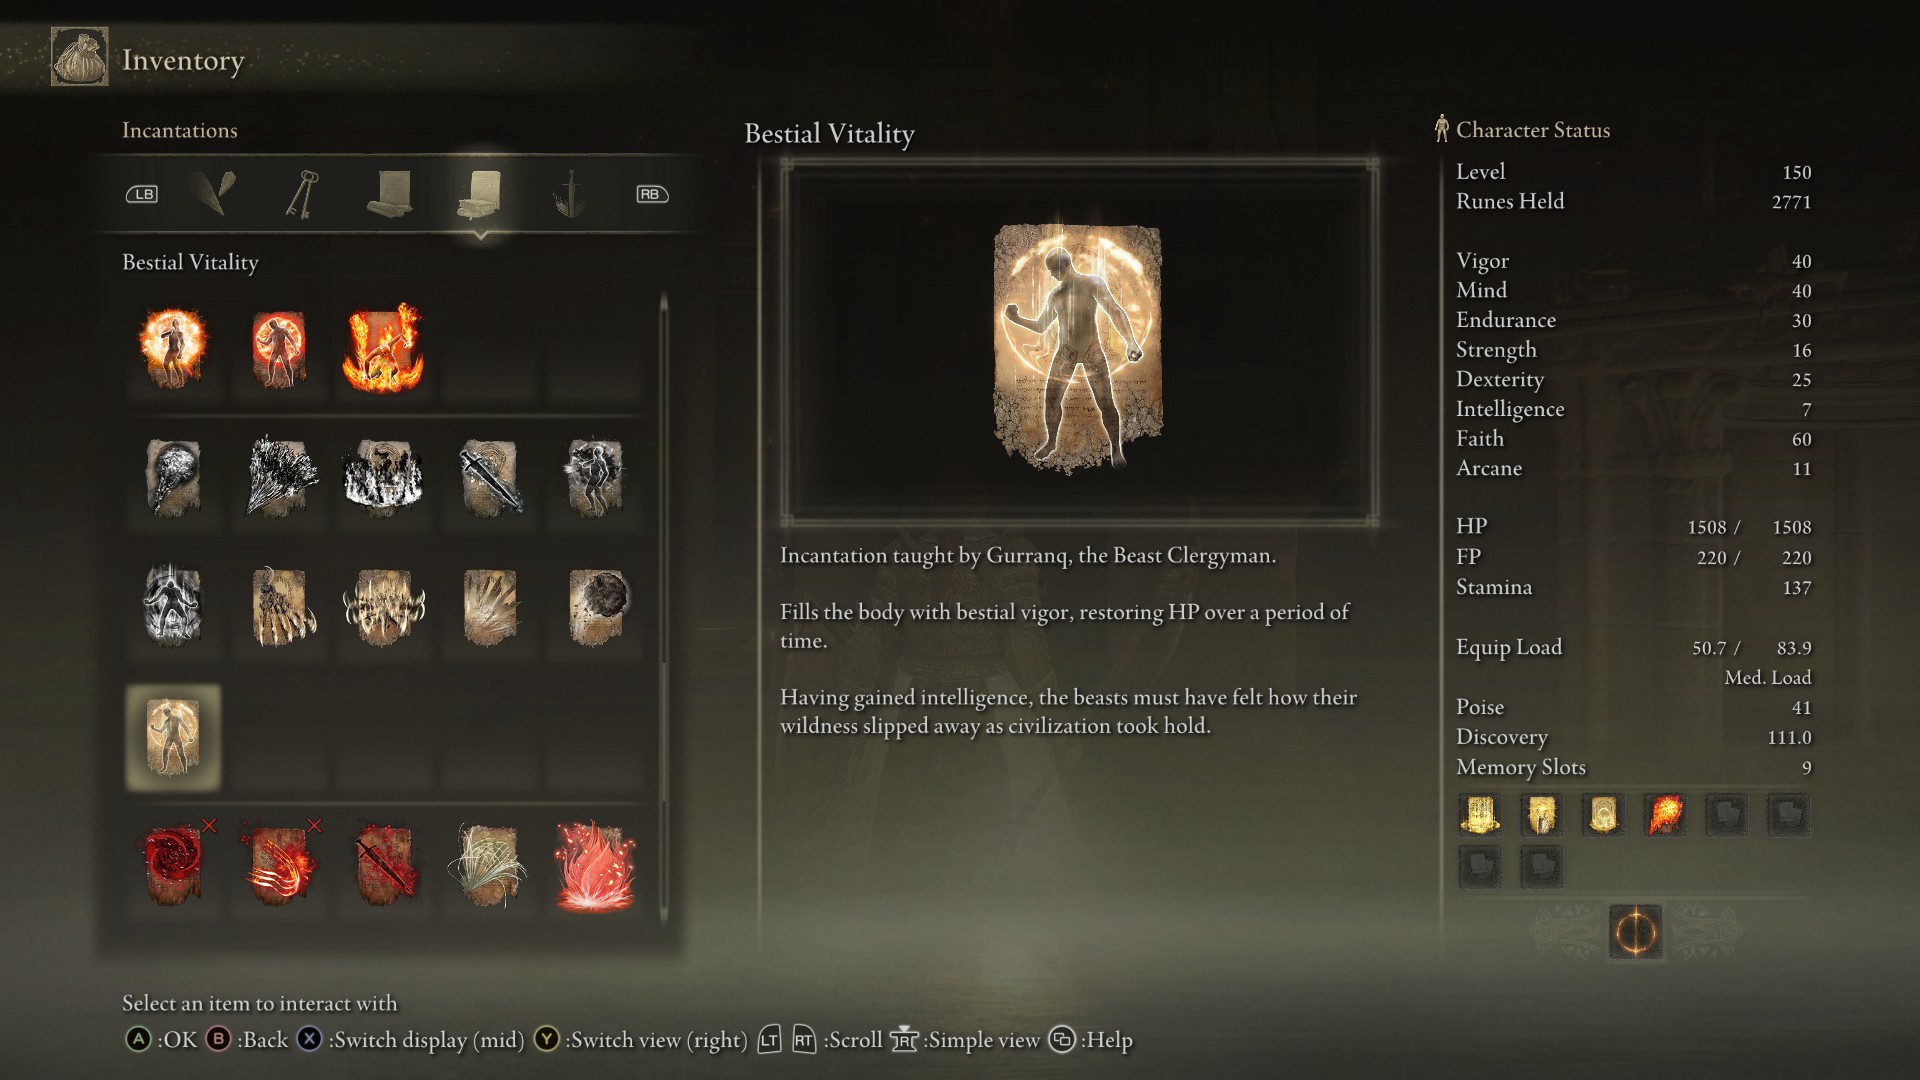 Inventory
Incantations
LB
RB
Bestial Vitality
Bestial Vitality
Incantation taught by Gurranq, the Beast Clergyman.
Fills the body with bestial vigor, restoring HP over a period of
time.
Having gained intelligence, the beasts must have felt how their
wildness slipped away as civilization took hold.
Character Status
Level 150
Runes Held 2771
Vigor 40
Mind 40
Endurance 30
Strength 16
Dexterity 25
Intelligence 7
Faith 60
Arcane 11
HP 1508 / 1508
FP 220 / 220
Stamina 137
Equip Load 50.7 / 83.9
Med. Load
Poise 41
Discovery 111.0
Memory Slots 9
Select an item to interact with
A :OK B :Back X :Switch display (mid) Y :Switch view (right) LT RT :Scroll R :Simple view :Help